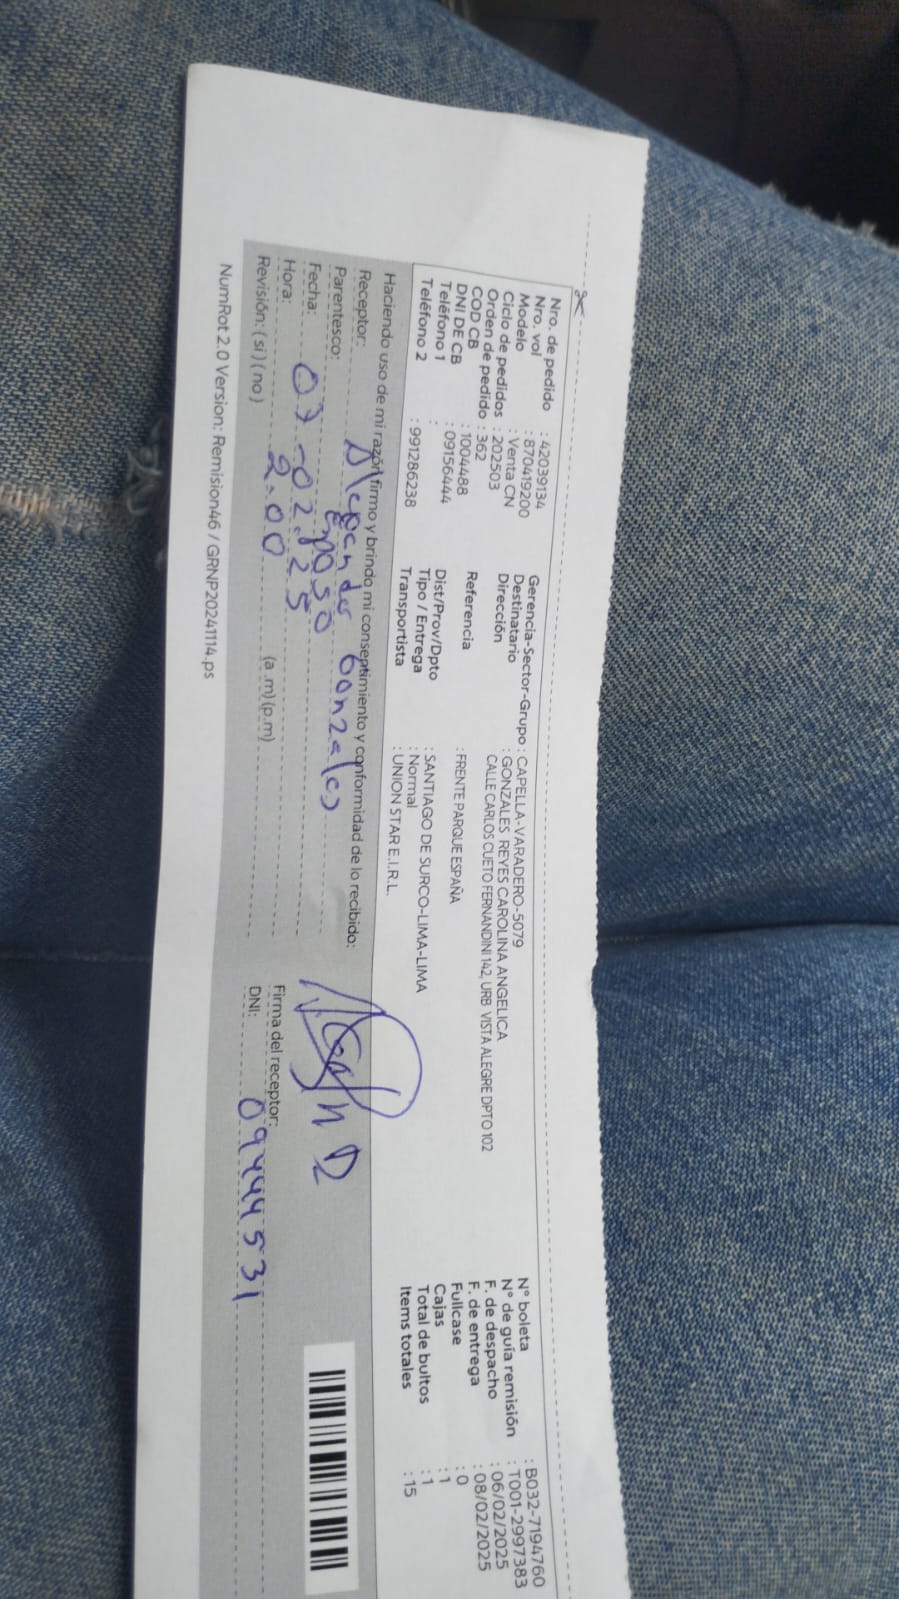 Nro. de pedido : 42039134
Nro. vol : 870419200
Modelo : Venta CN
Ciclo de pedidos : 202503
Orden de pedido : 362
COD CB : 1004488
DNI DE CB : 09156444
Teléfono 1 :
Teléfono 2 : 991286238
Gerencia-Sector-Grupo : CAPELLA-VARADERO-5079
Destinatario : GONZALES REYES CAROLINA ANGELICA
Dirección CALLE CARLOS CUETO FERNANDINI 142, URB VISTA ALEGRE DPTO 102
Referencia : FRENTE PARQUE ESPAÑA
Dist/Prov/Dpto : SANTIAGO DE SURCO-LIMA-LIMA
Tipo / Entrega : Normal
Transportista : UNION STAR E.I.R.L.
N° boleta : B032-7194760
N° de guía remisión : T001-2997383
F. de despacho : 06/02/2025
F. de entrega : 08/02/2025
Fullcase : 0
Cajas : 1
Total de bultos : 1
Items totales : 15
Haciendo uso de mi razón firmo y brindo mi consentimiento y conformidad de lo recibido:
Receptor: Gonzales
Parentesco: Esposo
Fecha: 07-02-25
Hora: 2:00 (a.m)(p.m)
Revisión: (si) (no)
Firma del receptor:
DNI: 09444531
NumRot 2.0 Version: Remision46 / GRNP20241114.ps